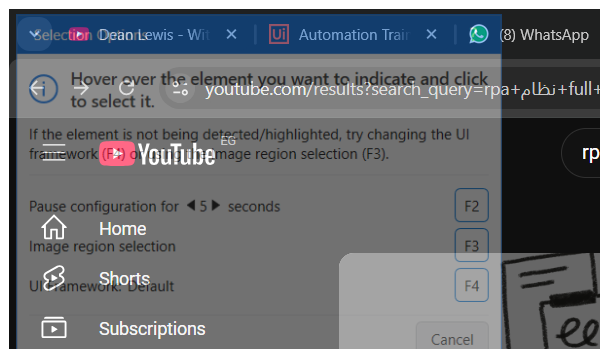 Selection Options
Dean Lewis - Wit
Automation Train
(8) WhatsApp
Hover over the element you want to indicate and click
to select it.
youtube.com/results?search_query=rpa+نظام+full+
If the element is not being detected/highlighted, try changing the UI
framework (F4) or using the image region selection (F3).
YouTube EG
rp
Pause configuration for 5 seconds F2
Home
Image region selection F3
Shorts
UI Framework: Default F4
Subscriptions
Cancel